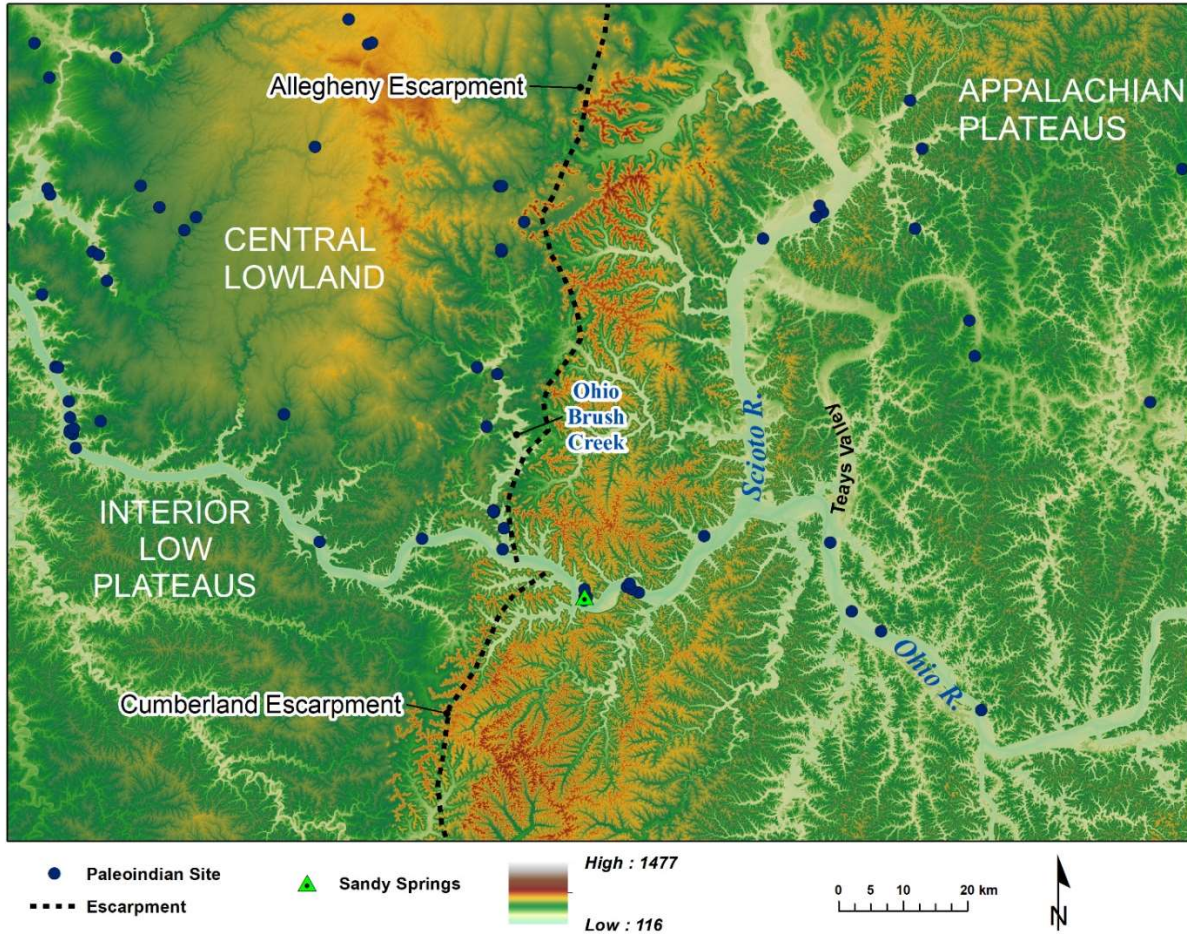 Allegheny Escarpment
APPALACHIAN
PLATEAUS
CENTRAL
LOWLAND
Ohio
Brush
Creek
Scioto R.
Teays Valley
INTERIOR
LOW
PLATEAUS
Ohio R.
Cumberland Escarpment
Paleoindian Site
Escarpment
Sandy Springs
High : 1477
Low : 116
0 5 10 20 km
N